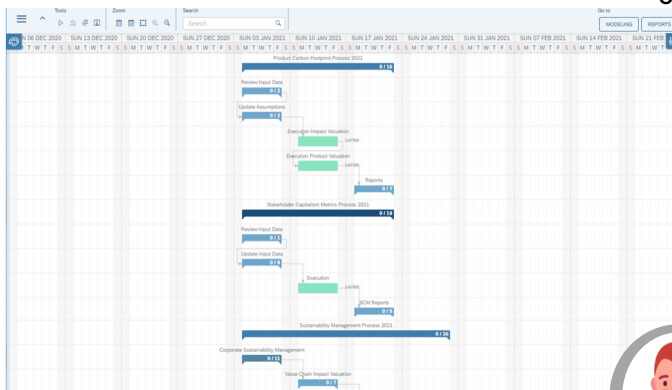 Tools
Zoom
Search
Go to
Search
MODELING
REPORTS
N 06 DEC 2020 SUN 13 DEC 2020 SUN 20 DEC 2020 SUN 27 DEC 2020 SUN 03 JAN 2021 SUN 10 JAN 2021 SUN 17 JAN 2021 SUN 24 JAN 2021 SUN 31 JAN 2021 SUN 07 FEB 2021 SUN 14 FEB 2021 SUN 21 FEB
M T W T F S S M T W T F S S M T W T F S S M T W T F S S M T W T F S S M T W T F S S M T W T F S S M T W T F S S M T W T F S S M T W T F S S M T W T F S S M T W T
Product Carbon Footprint Process 2021
0 / 16
Review Input Data
0 / 2
Update Assumptions
0 / 2
Execution Impact Valuation
Execution Product Valuation
Reports
0 / 7
Stakeholder Capitalism Metrics Process 2021
0 / 18
Review Input Data
0 / 1
Update Input Data
0 / 8
Execution
SCM Reports
0 / 5
Sustainability Management Process 2021
0 / 36
Corporate Sustainability Management
0 / 11
Value Chain Impact Valuation
0 / 7